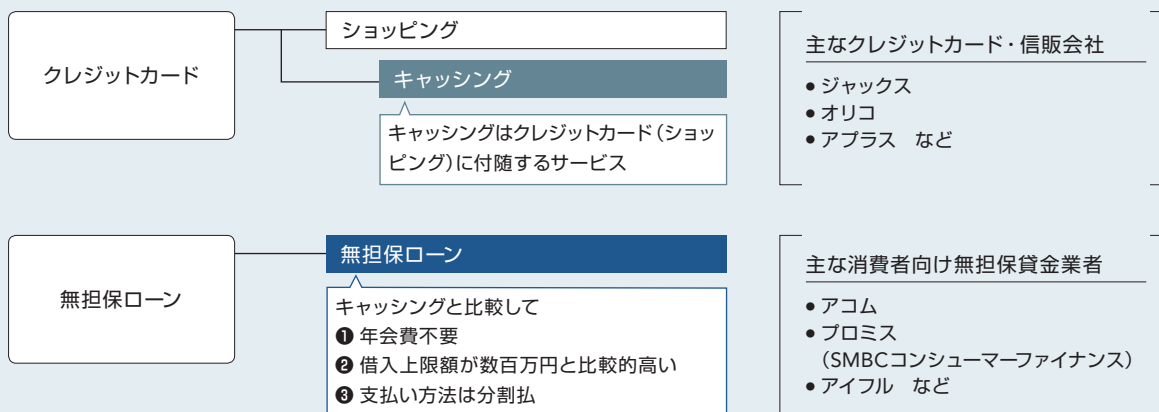 クレジットカード
ショッピング
キャッシング
キャッシングはクレジットカード(ショッ
ピング)に付随するサービス
主なクレジットカード・信販会社
● ジャックス
● オリコ
● アプラス　など
無担保ローン
無担保ローン
キャッシングと比較して
❶ 年会費不要
❷ 借入上限額が数百万円と比較的高い
❸ 支払い方法は分割払
主な消費者向け無担保貸金業者
● アコム
● プロミス
(SMBCコンシューマーファイナンス)
● アイフル　など